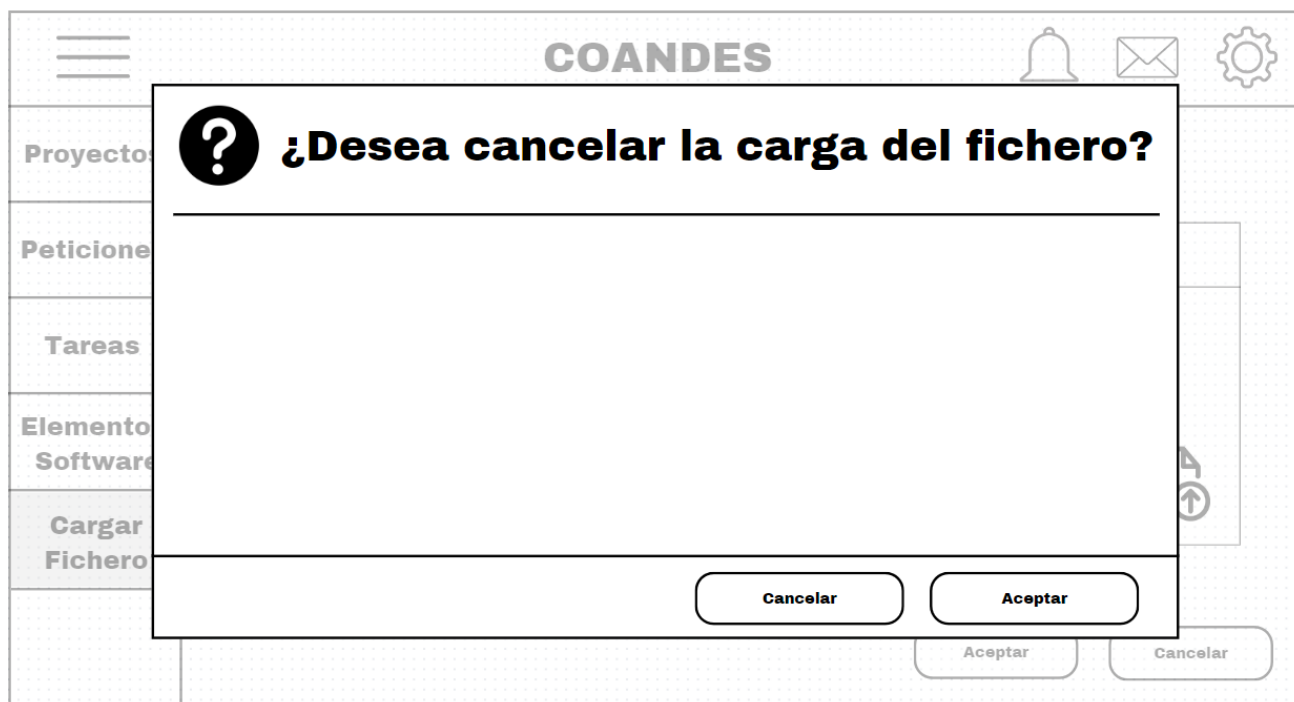 COANDES
¿Desea cancelar la carga del fichero?
Proyectos
Peticione
Tareas
Elemento
Software
Cargar
Fichero
Cancelar
Aceptar
Aceptar
Cancelar